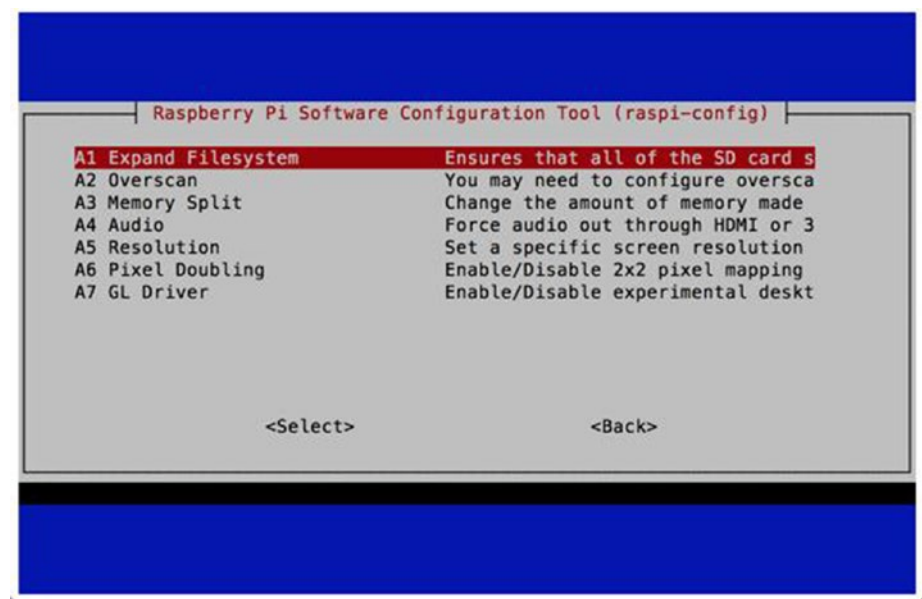 Raspberry Pi Software Configuration Tool (raspi-config)
A1 Expand Filesystem Ensures that all of the SD card s
A2 Overscan You may need to configure oversca
A3 Memory Split Change the amount of memory made
A4 Audio Force audio out through HDMI or 3
A5 Resolution Set a specific screen resolution
A6 Pixel Doubling Enable/Disable 2x2 pixel mapping
A7 GL Driver Enable/Disable experimental deskt
<Select> <Back>